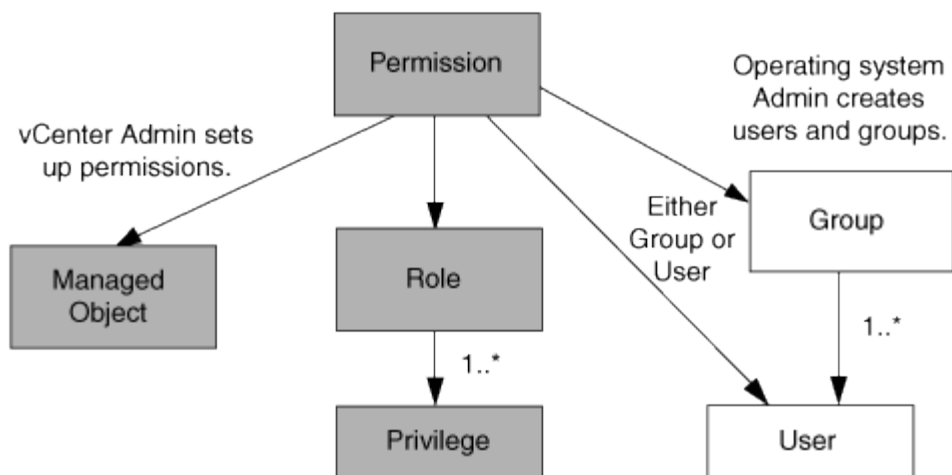 Permission
Operating system
Admin creates
users and groups.
vCenter Admin sets
up permissions.
Either
Group or
User
Group
Managed
Object
Role
1..*
1..*
Privilege
User